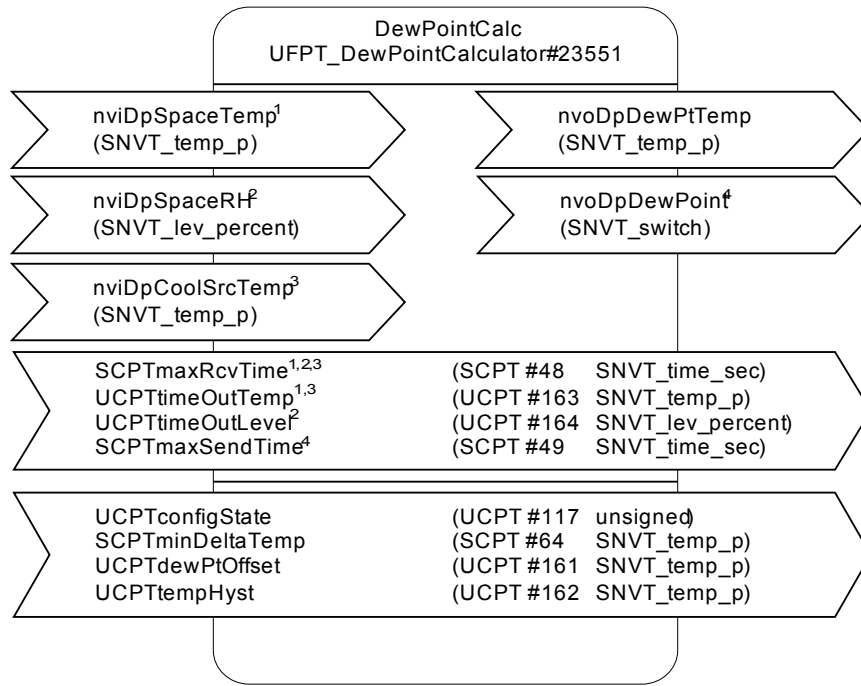 DewPointCalc
UFPT_DewPointCalculator#23551
nviDpSpaceTemp1
(SNVT_temp_p)
nvoDpDewPtTemp
(SNVT_temp_p)
nviDpSpaceRH2
(SNVT_lev_percent)
nvoDpDewPoint4
(SNVT_switch)
nviDpCoolSrcTemp3
(SNVT_temp_p)
SCPTmaxRcvTime1,2,3 (SCPT #48 SNVT_time_sec)
UCPTtimeOutTemp1,3 (UCPT #163 SNVT_temp_p)
UCPTtimeOutLevel2 (UCPT #164 SNVT_lev_percent)
SCPTmaxSendTime4 (SCPT #49 SNVT_time_sec)
UCPTconfigState (UCPT #117 unsigned)
SCPTminDeltaTemp (SCPT #64 SNVT_temp_p)
UCPTdewPtOffset (UCPT #161 SNVT_temp_p)
UCPTtempHyst (UCPT #162 SNVT_temp_p)